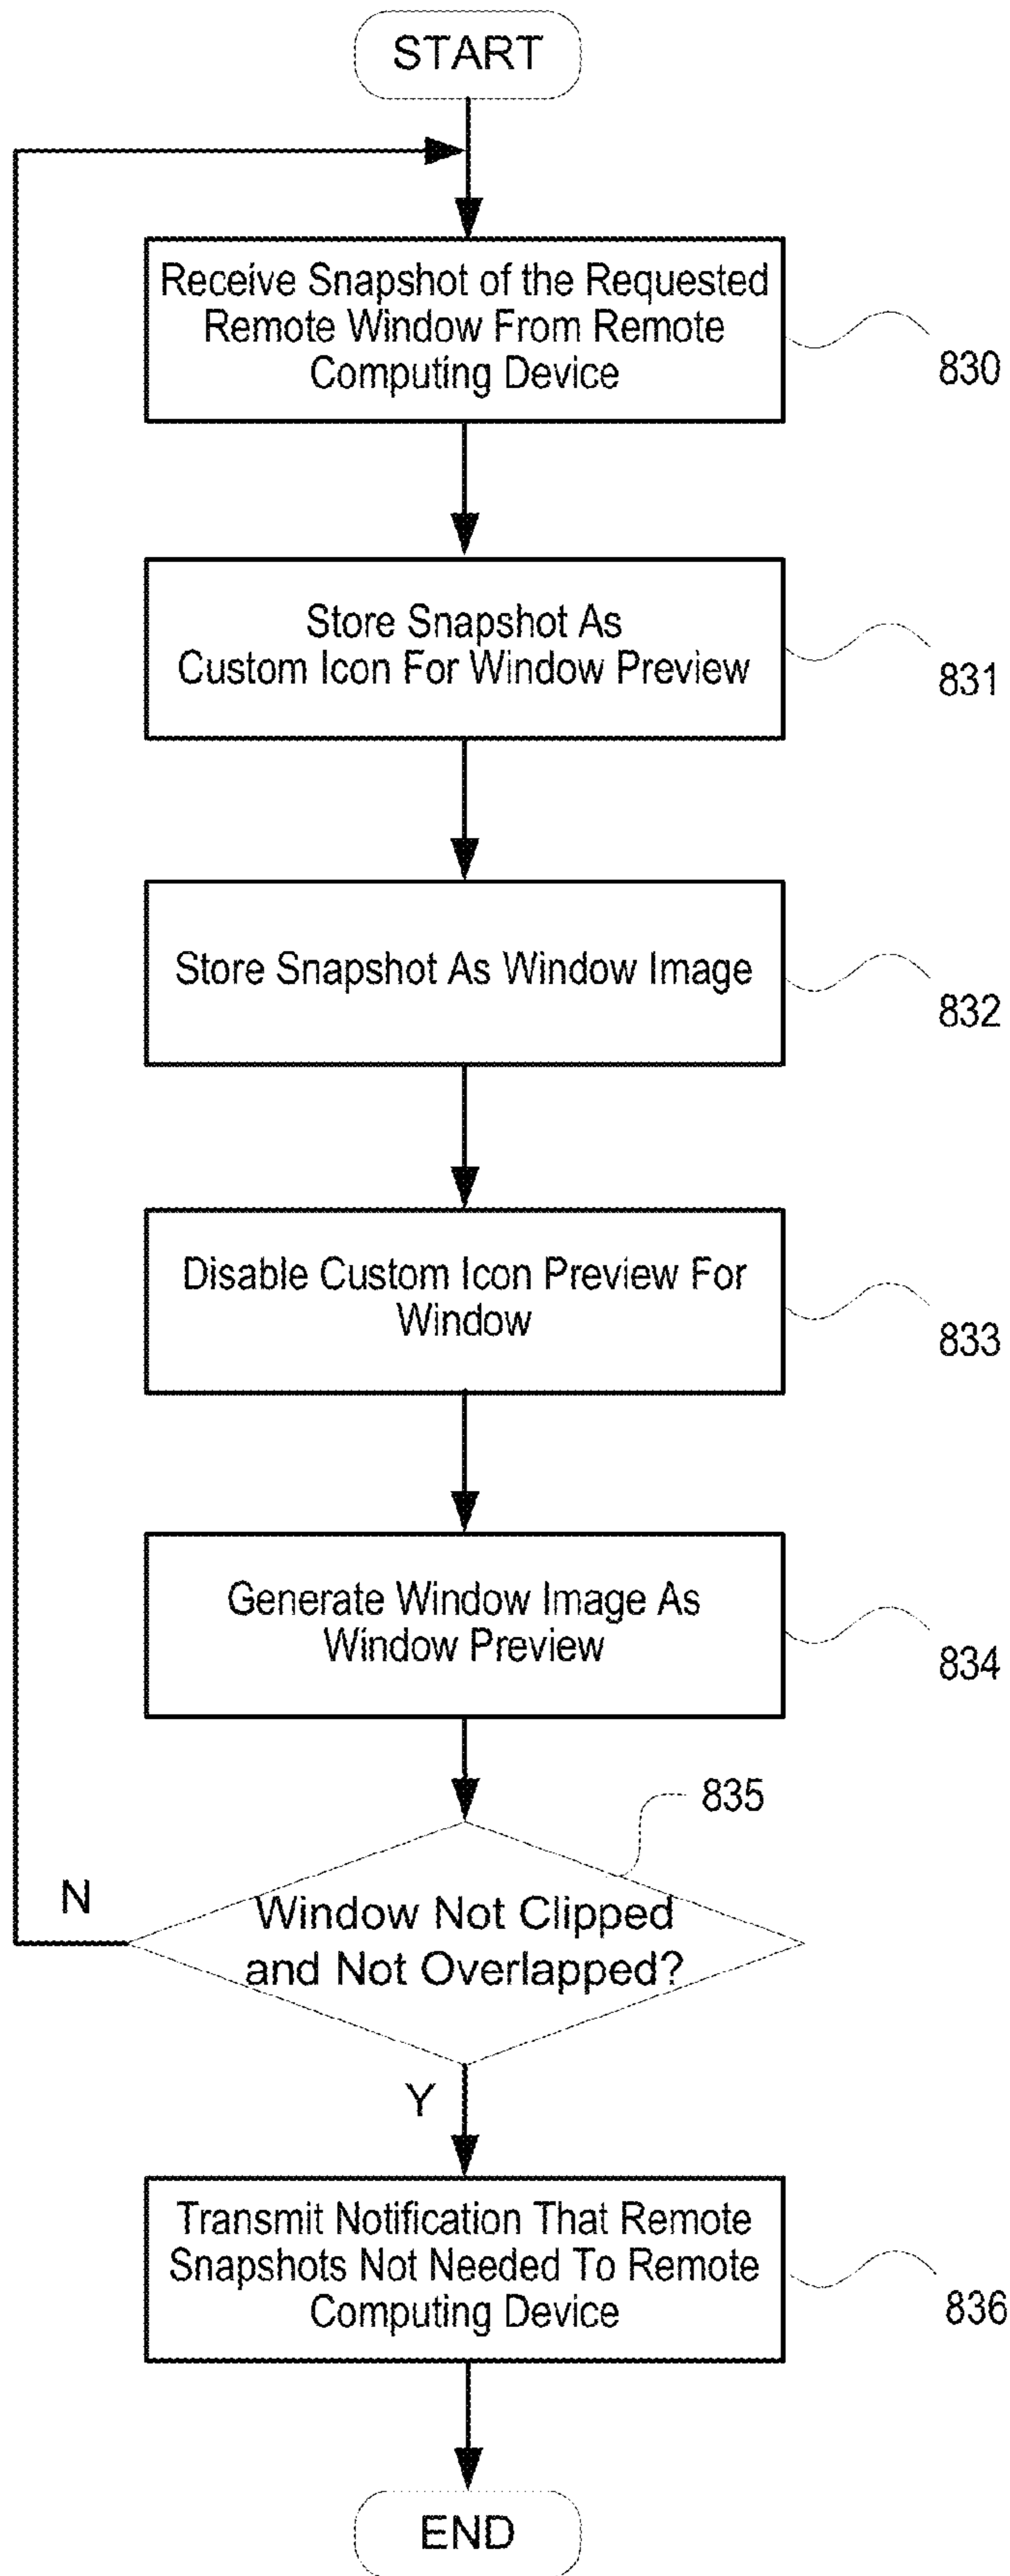 START
Receive Snapshot of the Requested
Remote Window From Remote
Computing Device
830
Store Snapshot As
Custom Icon For Window Preview
831
Store Snapshot As Window Image
832
Disable Custom Icon Preview For
Window
833
Generate Window Image As
Window Preview
834
835
N
Window Not Clipped
and Not Overlapped?
Y
Transmit Notification That Remote
Snapshots Not Needed To Remote
Computing Device
836
END